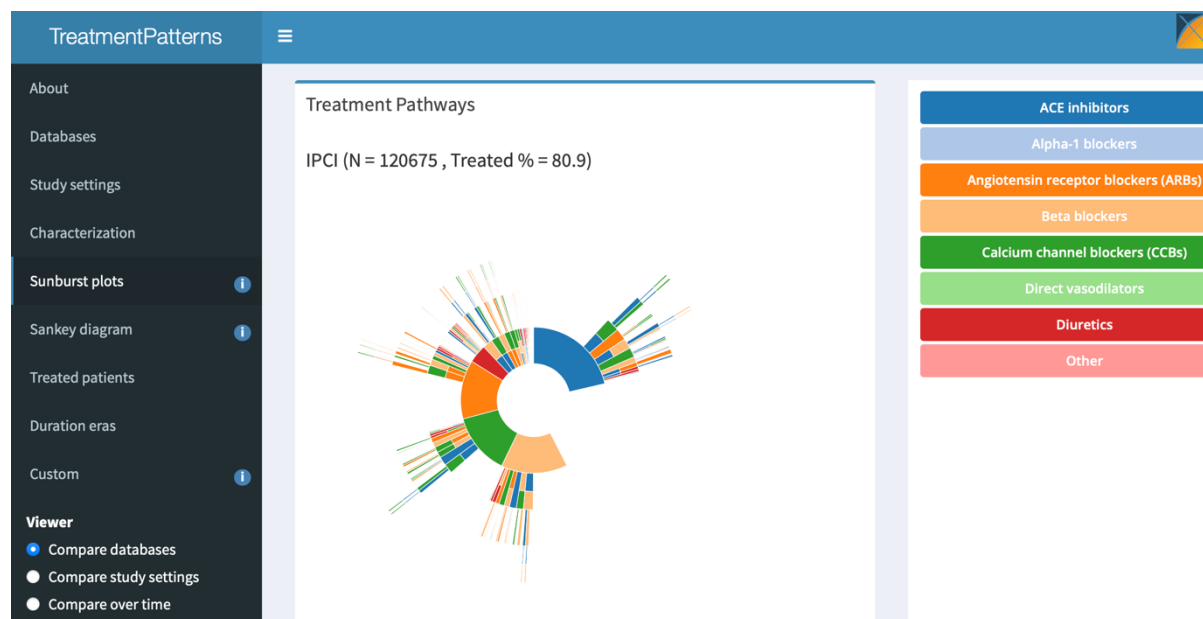 TreatmentPatterns
About
Databases
Study settings
Characterization
Sunburst plots
Sankey diagram
Treated patients
Duration eras
Custom
Viewer
Compare databases
Compare study settings
Compare over time
Treatment Pathways
IPCI (N = 120675 , Treated % = 80.9)
ACE inhibitors
Alpha-1 blockers
Angiotensin receptor blockers (ARBs)
Beta blockers
Calcium channel blockers (CCBs)
Direct vasodilators
Diuretics
Other